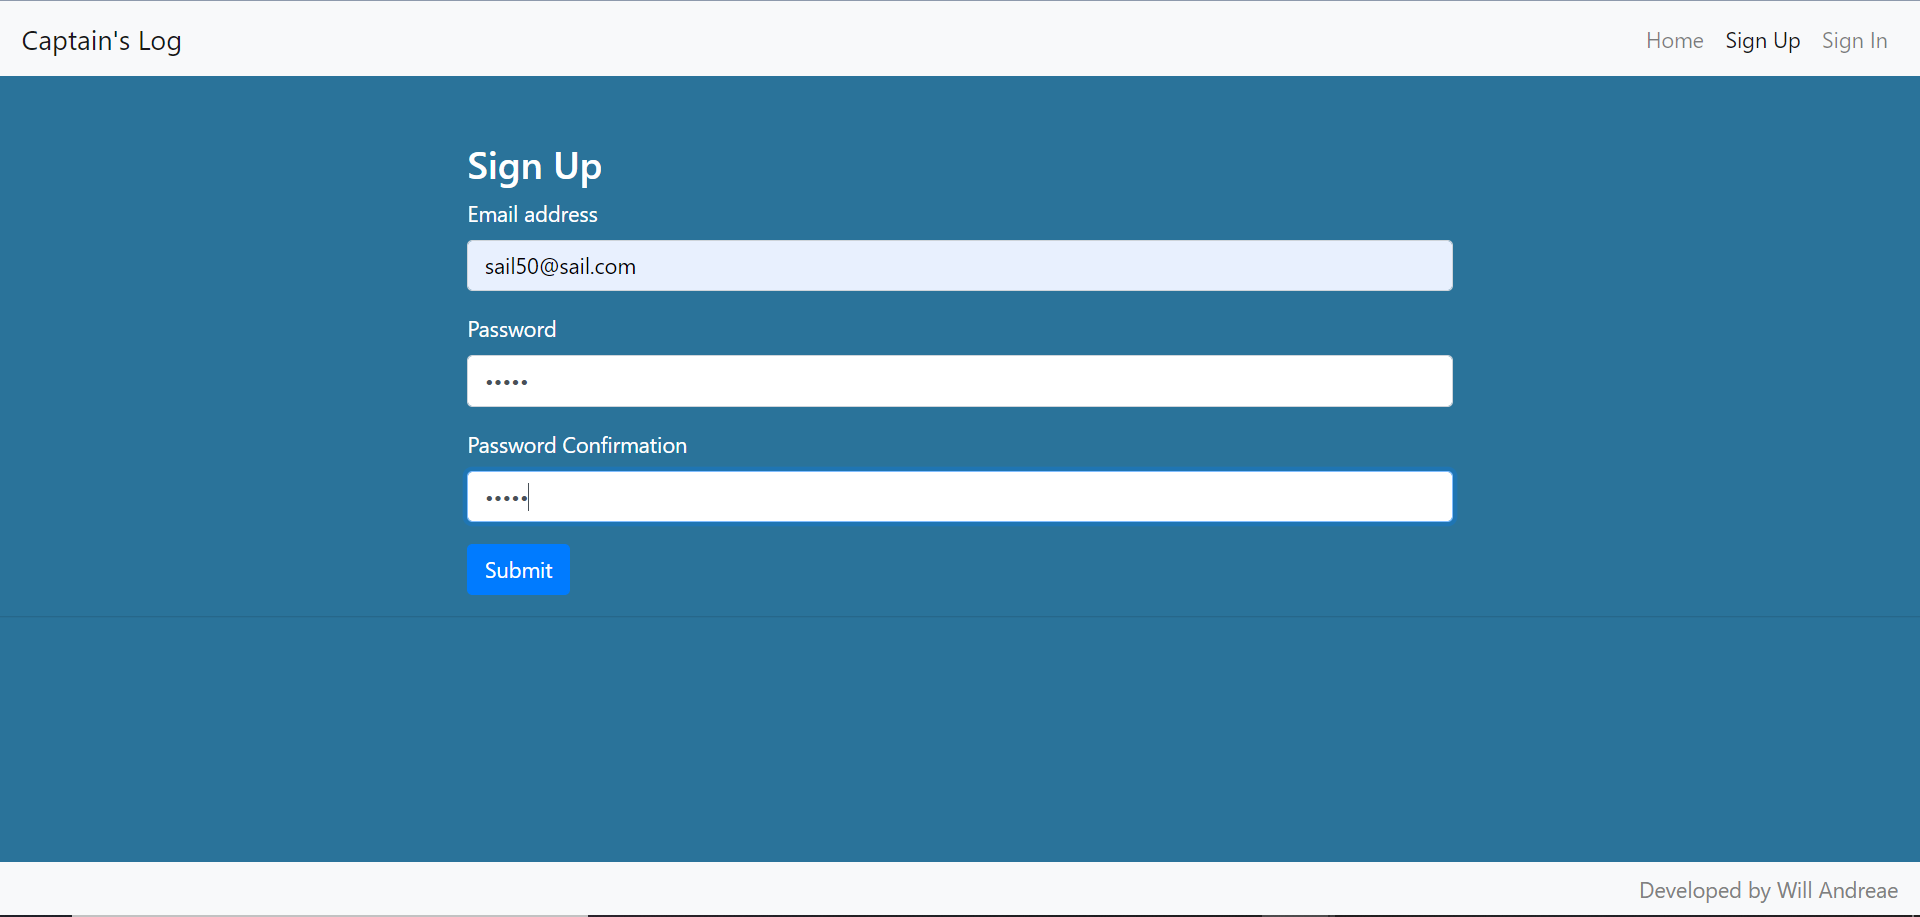 Captain's Log
Home Sign Up Sign In
Sign Up
Email address
sail50@sail.com
Password
•••••
Password Confirmation
•••••
Submit
Developed by Will Andreae